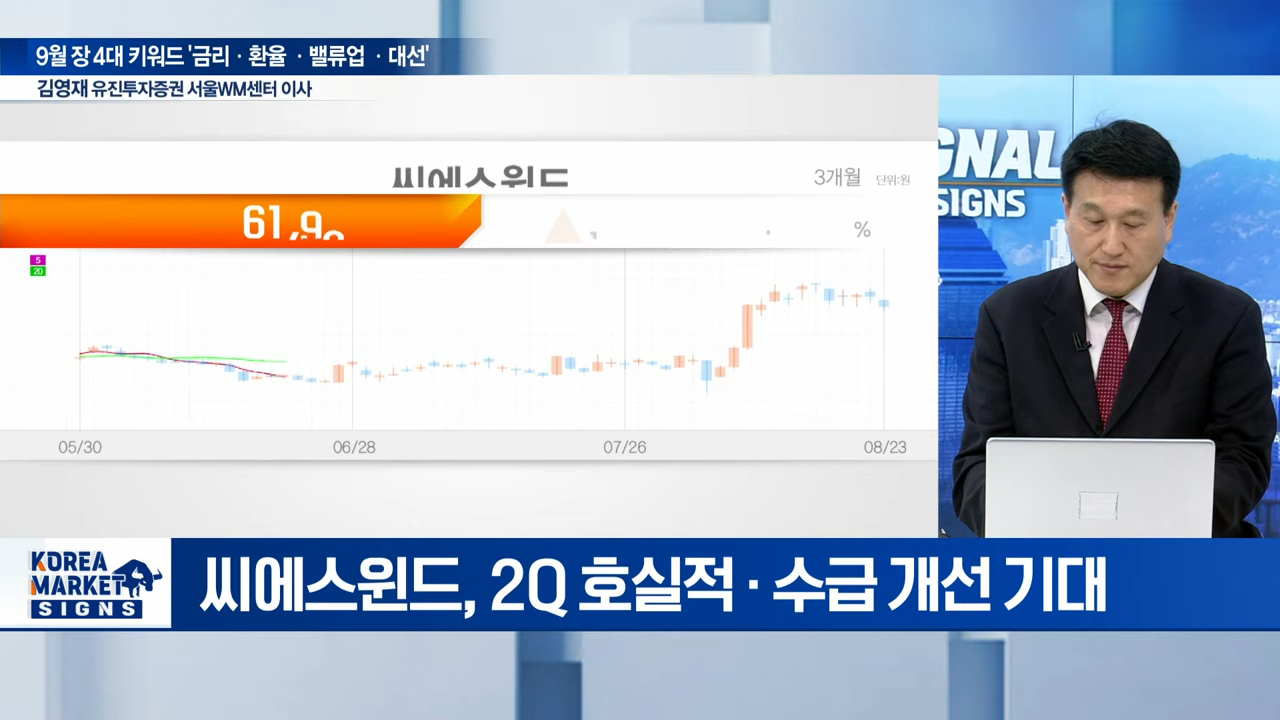 9월 장 4대 키워드 '금리 · 환율 · 밸류업 · 대선'
김영재 유진투자증권 서울WM센터 이사
씨에스윈드
3개월 단위:원
%
5
20
05/30 06/28 07/26 08/23
GNAL
SIGNS
KOREA
MARKET
SIGNS
씨에스윈드, 2Q 호실적 · 수급 개선 기대